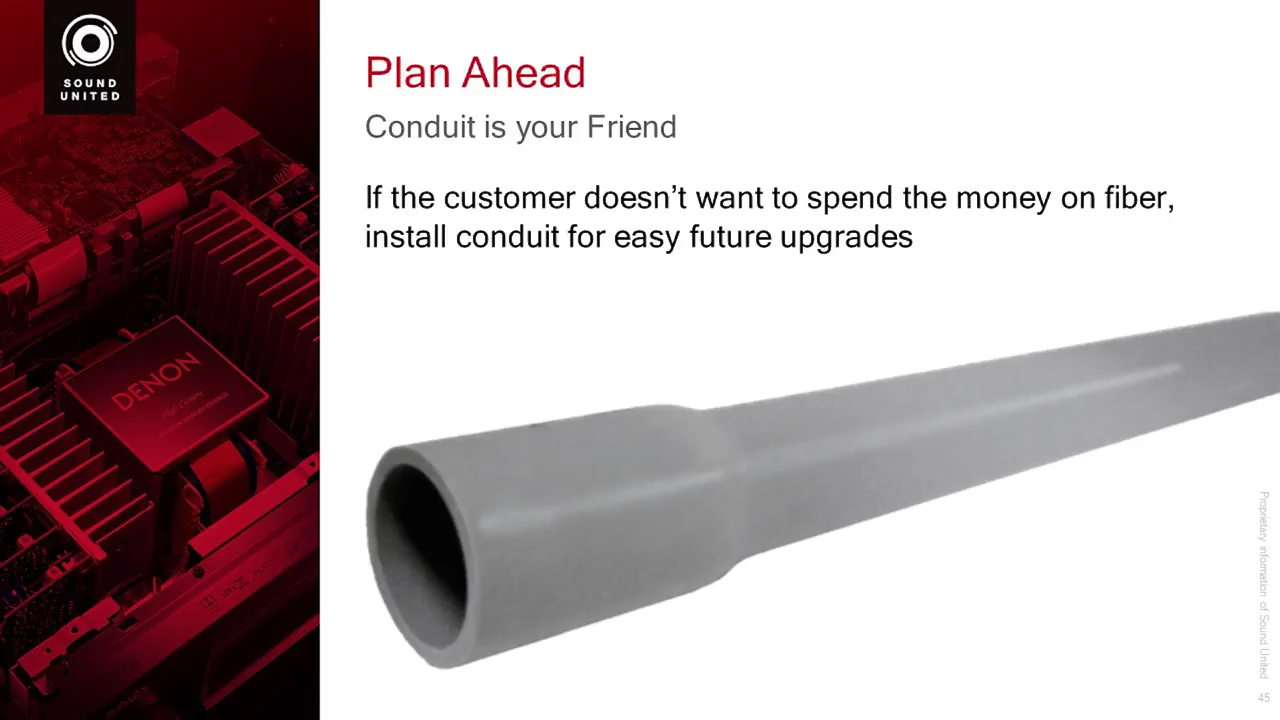 SOUND
UNITED
Plan Ahead
Conduit is your Friend
If the customer doesn’t want to spend the money on fiber,
install conduit for easy future upgrades
DENON
Proprietary information of Sound United
45